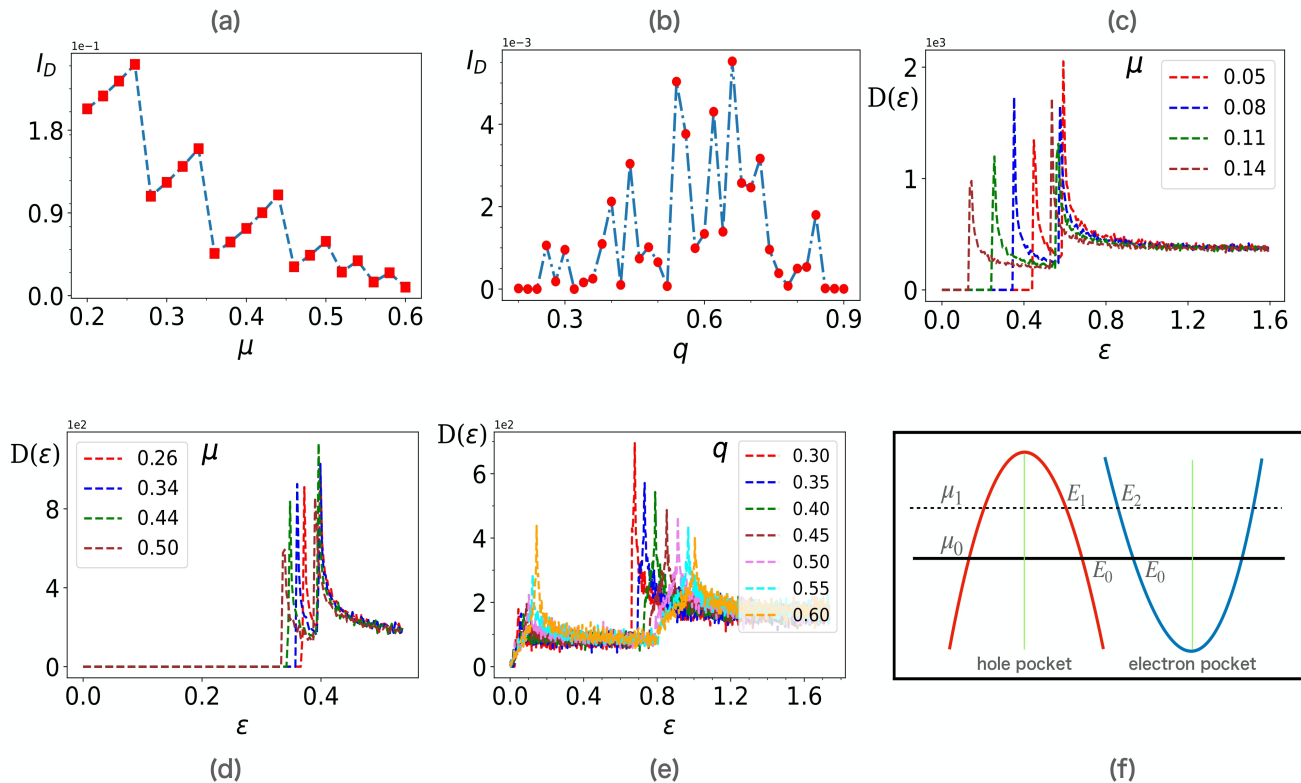 (a)
(b)
(c)
1e−1
I_D
1.8
0.9
0.0
0.2 0.3 0.4 0.5 0.6
μ
1e−3
I_D
4
2
0
0.3 0.6 0.9
q
1e3
D(ε)
2
1
0
μ
0.05
0.08
0.11
0.14
0.0 0.4 0.8 1.2 1.6
ε
1e2
D(ε)
8
4
0
0.26
0.34
0.44
0.50
μ
0.0 0.2 0.4
ε
1e2
D(ε)
6
4
2
0
q
0.30
0.35
0.40
0.45
0.50
0.55
0.60
0.0 0.4 0.8 1.2 1.6
ε
μ₁
E₁ E₂
μ₀
E₀ E₀
hole pocket electron pocket
(d)
(e)
(f)